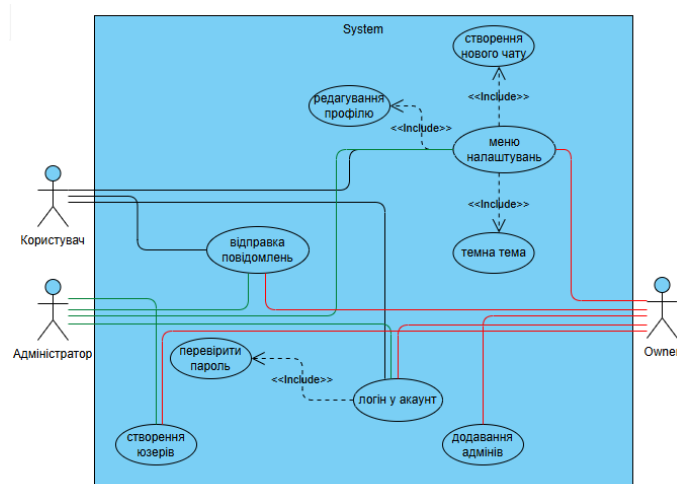 System
створення
нового чату
<<Include>>
редагування
профілю
<<Include>>
меню
налаштувань
<<Include>>
Користувач
відправка
повідомлень
темна тема
Адміністратор
Owner
перевірити
пароль
<<Include>>
логін у акаунт
створення
юзерів
додавання
адмінів